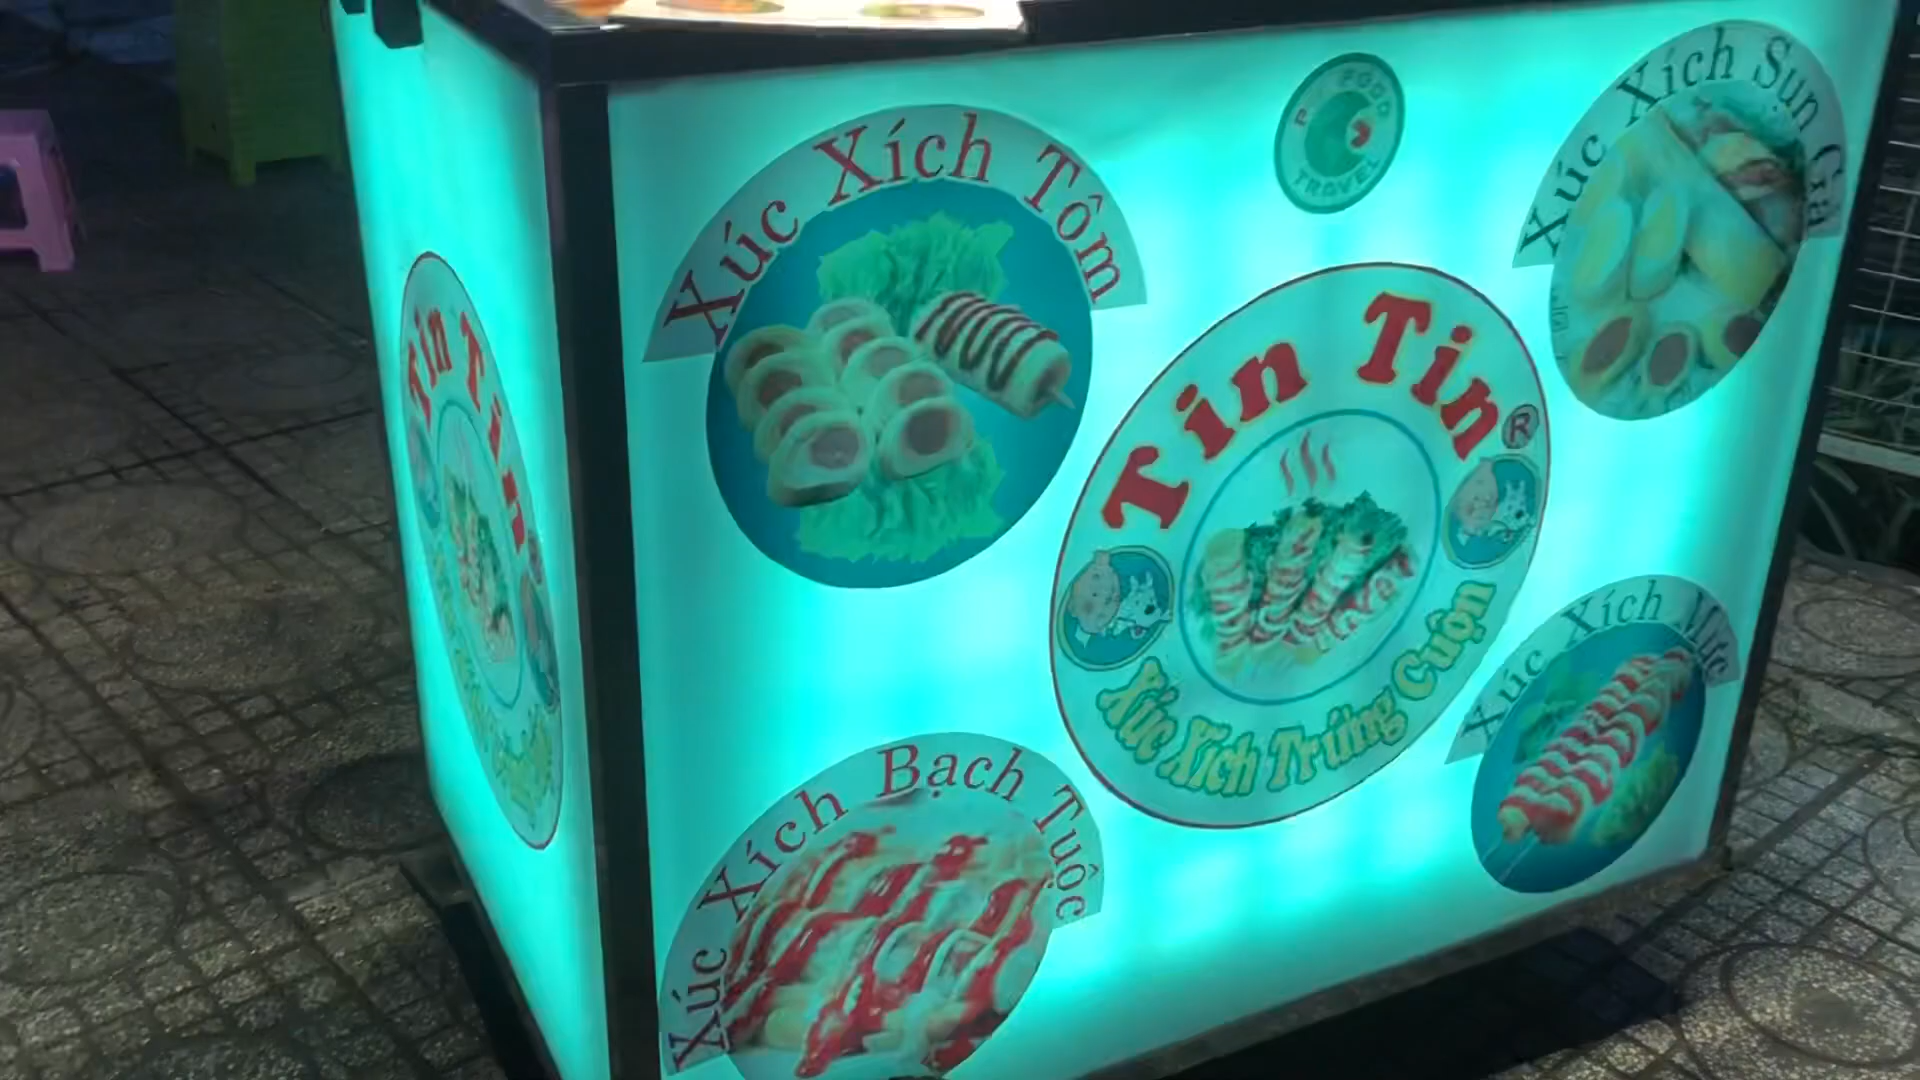 Xúc Xích Tôm
FOOD
TRAVEL
Xúc Xích Sụn Gà
Tin Tin ®
Xúc Xích Trứng Cuộn
Xúc Xích Mực
Xúc Xích Bạch Tuộc
Tin Tin